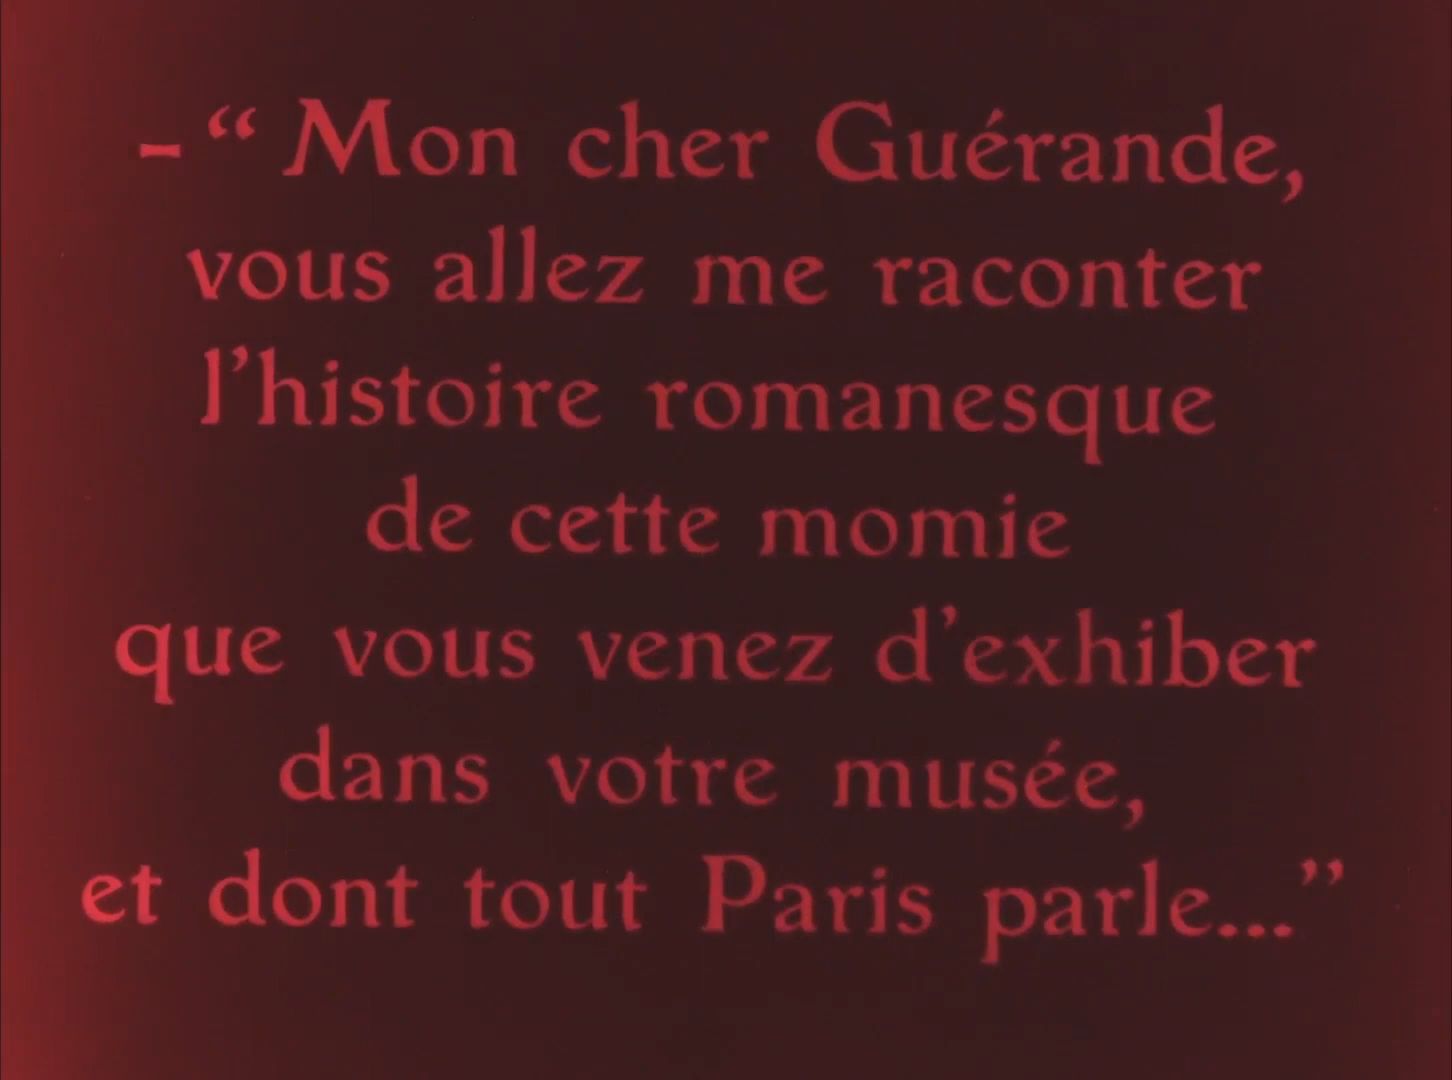 –“ Mon cher Guérande,
vous allez me raconter
l’histoire romanesque
de cette momie
que vous venez d’exhiber
dans votre musée,
et dont tout Paris parle...”